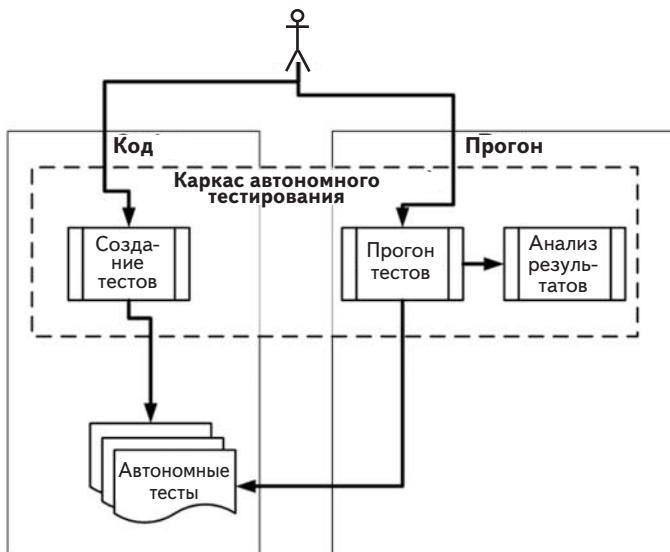 Код
Прогон
Каркас автономного
тестирования
Созда-
ние
тестов
Прогон
тестов
Анализ
резуль-
татов
Автономные
тесты